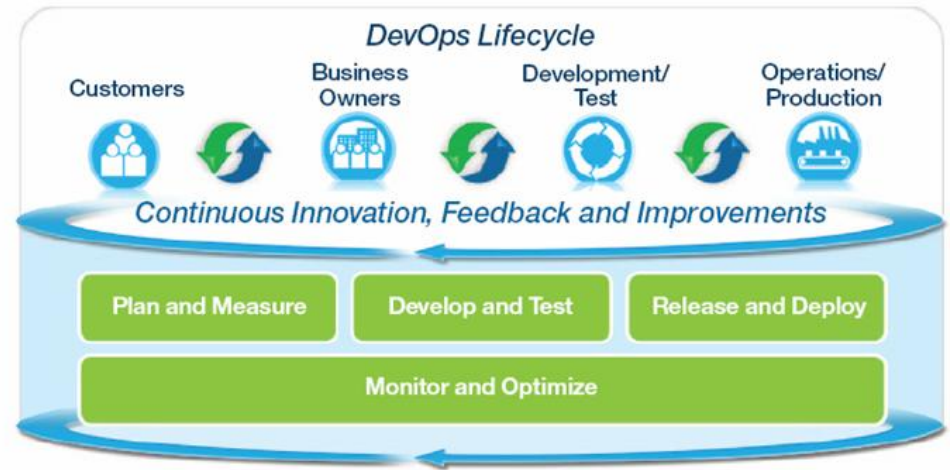 DevOps Lifecycle
Customers
Business
Owners
Development/
Test
Operations/
Production
Continuous Innovation, Feedback and Improvements
Plan and Measure
Develop and Test
Release and Deploy
Monitor and Optimize